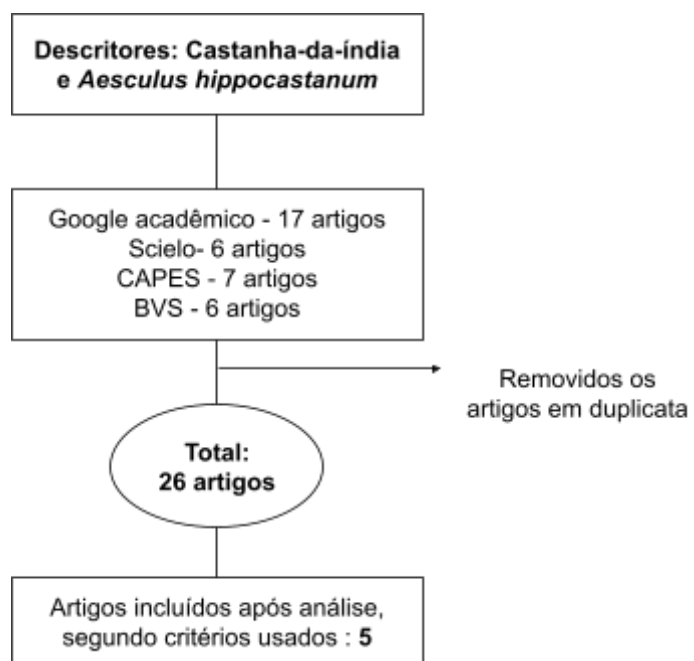 Descritores: Castanha-da-índia
e Aesculus hippocastanum
Google acadêmico - 17 artigos
Scielo- 6 artigos
CAPES - 7 artigos
BVS - 6 artigos
Removidos os
artigos em duplicata
Total:
26 artigos
Artigos incluídos após análise,
segundo critérios usados : 5